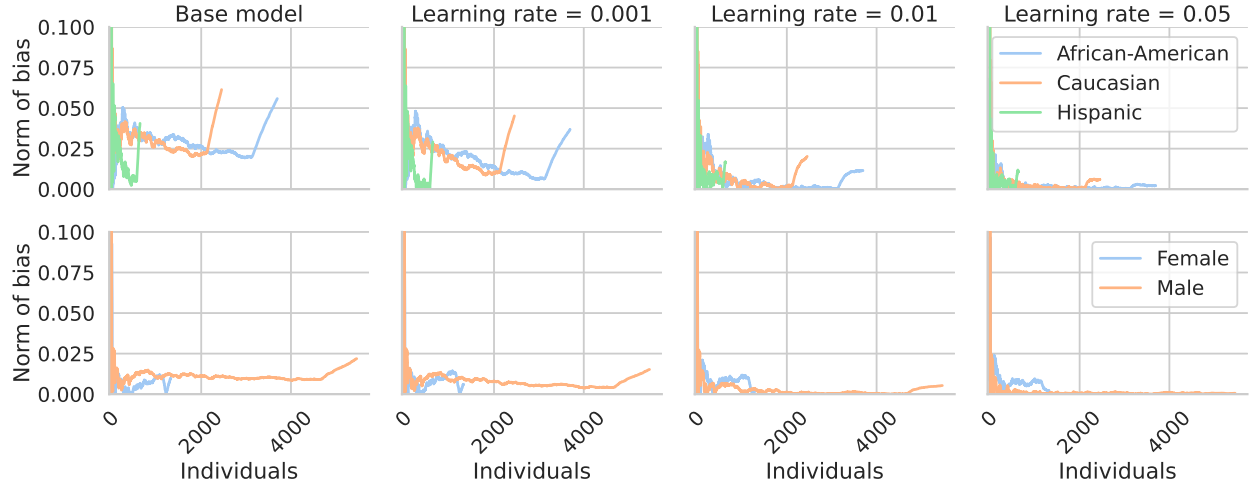 Base model
Learning rate = 0.001
Learning rate = 0.01
Learning rate = 0.05
Norm of bias
0.100
0.075
0.050
0.025
0.000
African-American
Caucasian
Hispanic
Norm of bias
0.100
0.075
0.050
0.025
0.000
Female
Male
0
2000
4000
0
2000
4000
0
2000
4000
0
2000
4000
Individuals
Individuals
Individuals
Individuals